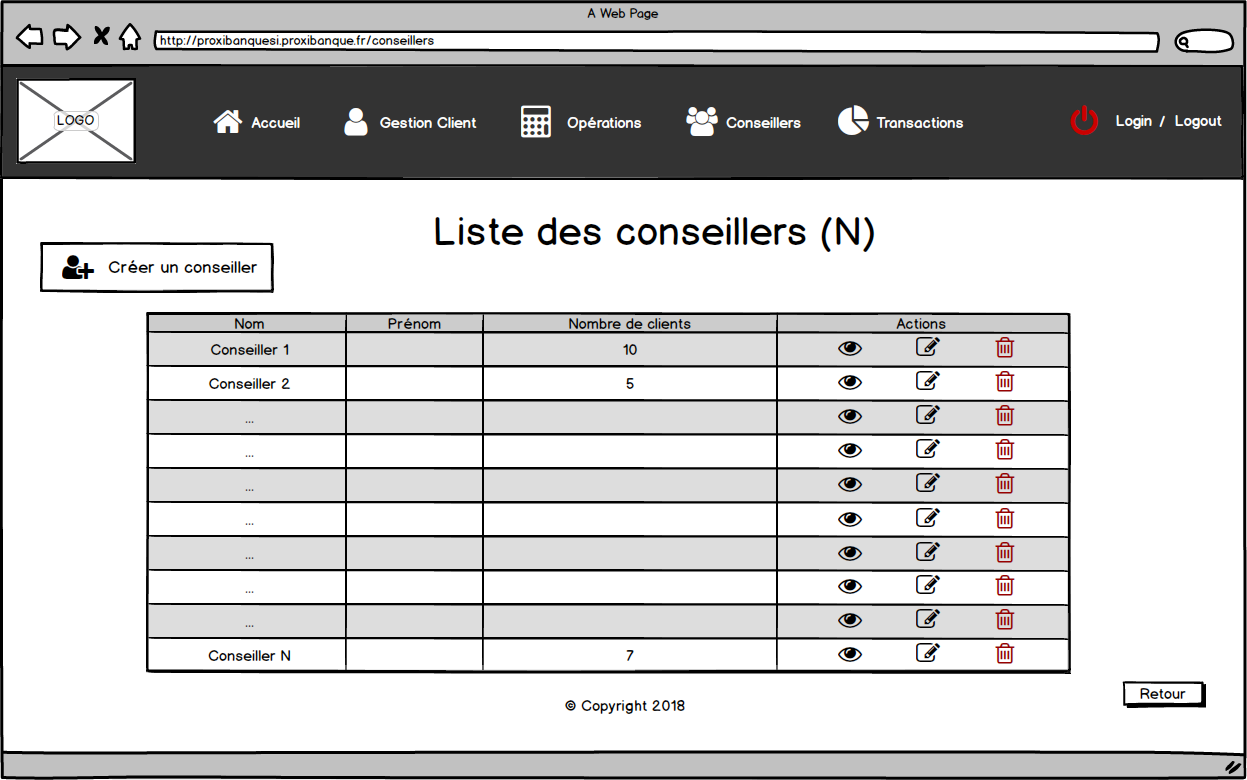 A Web Page
http://proxibanquesi.proxibanque.fr/conseillers
LOGO
Accueil Gestion Client Opérations Conseillers Transactions Login / Logout
Liste des conseillers (N)
Créer un conseiller
Nom Prénom Nombre de clients Actions
Conseiller 1 10
Conseiller 2 5
...
...
...
...
...
...
...
Conseiller N 7
Retour
© Copyright 2018